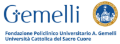 Gemelli
Fondazione Policlinico Universitario A. Gemelli
Università Cattolica del Sacro Cuore